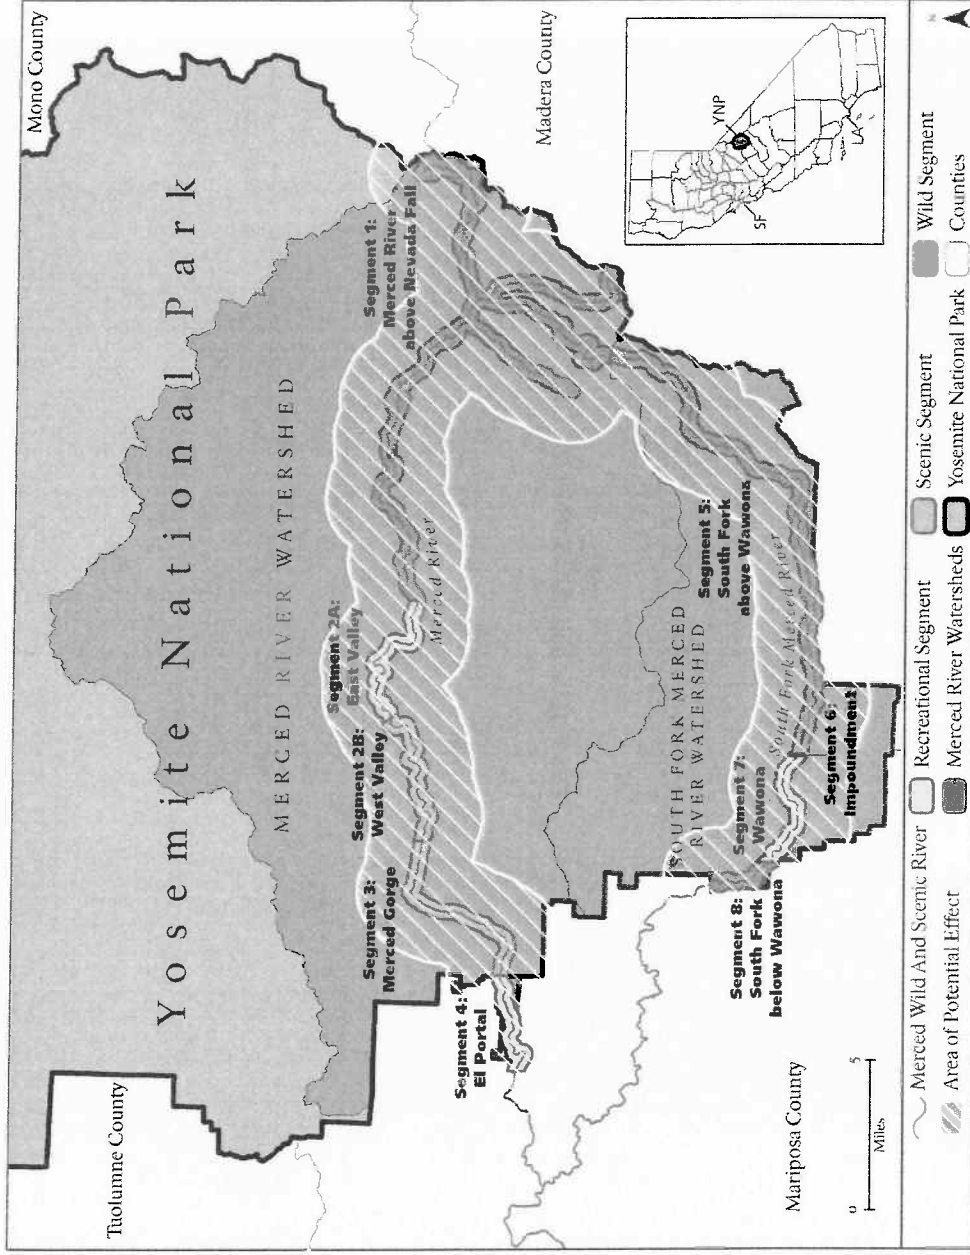 Mono County
Yosemite National Park
MERCED RIVER WATERSHED
Segment 1:
Merced River
above Nevada Fall
Madera County
YNP
SF
LA
Segment 2A:
East Valley
Merced River
Segment 2B:
West Valley
Segment 3:
Merced Gorge
Segment 4:
El Portal
Segment 5:
South Fork
above Wawona
SOUTH FORK MERCED
RIVER WATERSHED
South Fork Merced River
Segment 6:
Impoundment
Segment 7:
Wawona
Segment 8:
South Fork
below Wawona
Tuolumne County
Mariposa County
0 5
Miles
Merced Wild And Scenic River
Recreational Segment
Scenic Segment
Wild Segment
Area of Potential Effect
Merced River Watersheds
Yosemite National Park
Counties
N